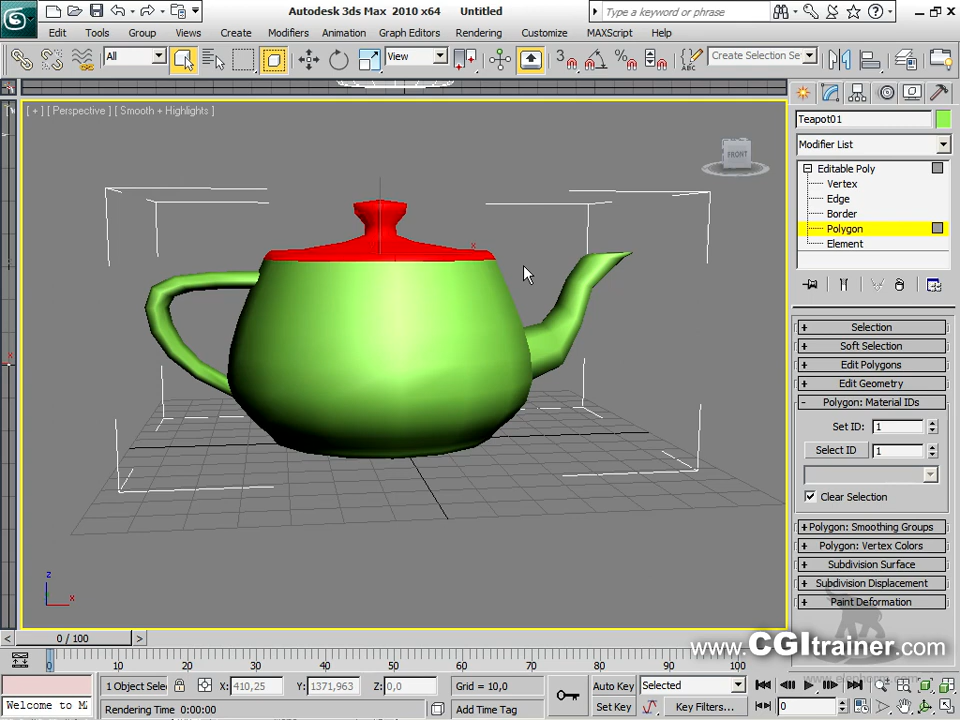 Autodesk 3ds Max 2010 x64 Untitled
Type a keyword or phrase
Edit Tools Group Views Create Modifiers Animation Graph Editors Rendering Customize MAXScript Help
All View 3 Create Selection Se
[ + ] [ Perspective ] [ Smooth + Highlights ]
FRONT
Teapot01
Modifier List
Editable Poly
Vertex
Edge
Border
Polygon
Element
+ Selection
+ Soft Selection
+ Edit Polygons
+ Edit Geometry
- Polygon: Material IDs
Set ID: 1
Select ID 1
Clear Selection
+ Polygon: Smoothing Groups
+ Polygon: Vertex Colors
+ Subdivision Surface
+ Subdivision Displacement
+ Paint Deformation
x
z
x
www.CGItrainer.com
< 0 / 100 >
0 10 20 30 40 50 60 70 80 90 100
1 Object Selec X: 410,25 Y: 1371,963 Z: 0,0 Grid = 10,0 Auto Key Selected
Welcome to M Rendering Time 0:00:00 Add Time Tag Set Key Key Filters... 0